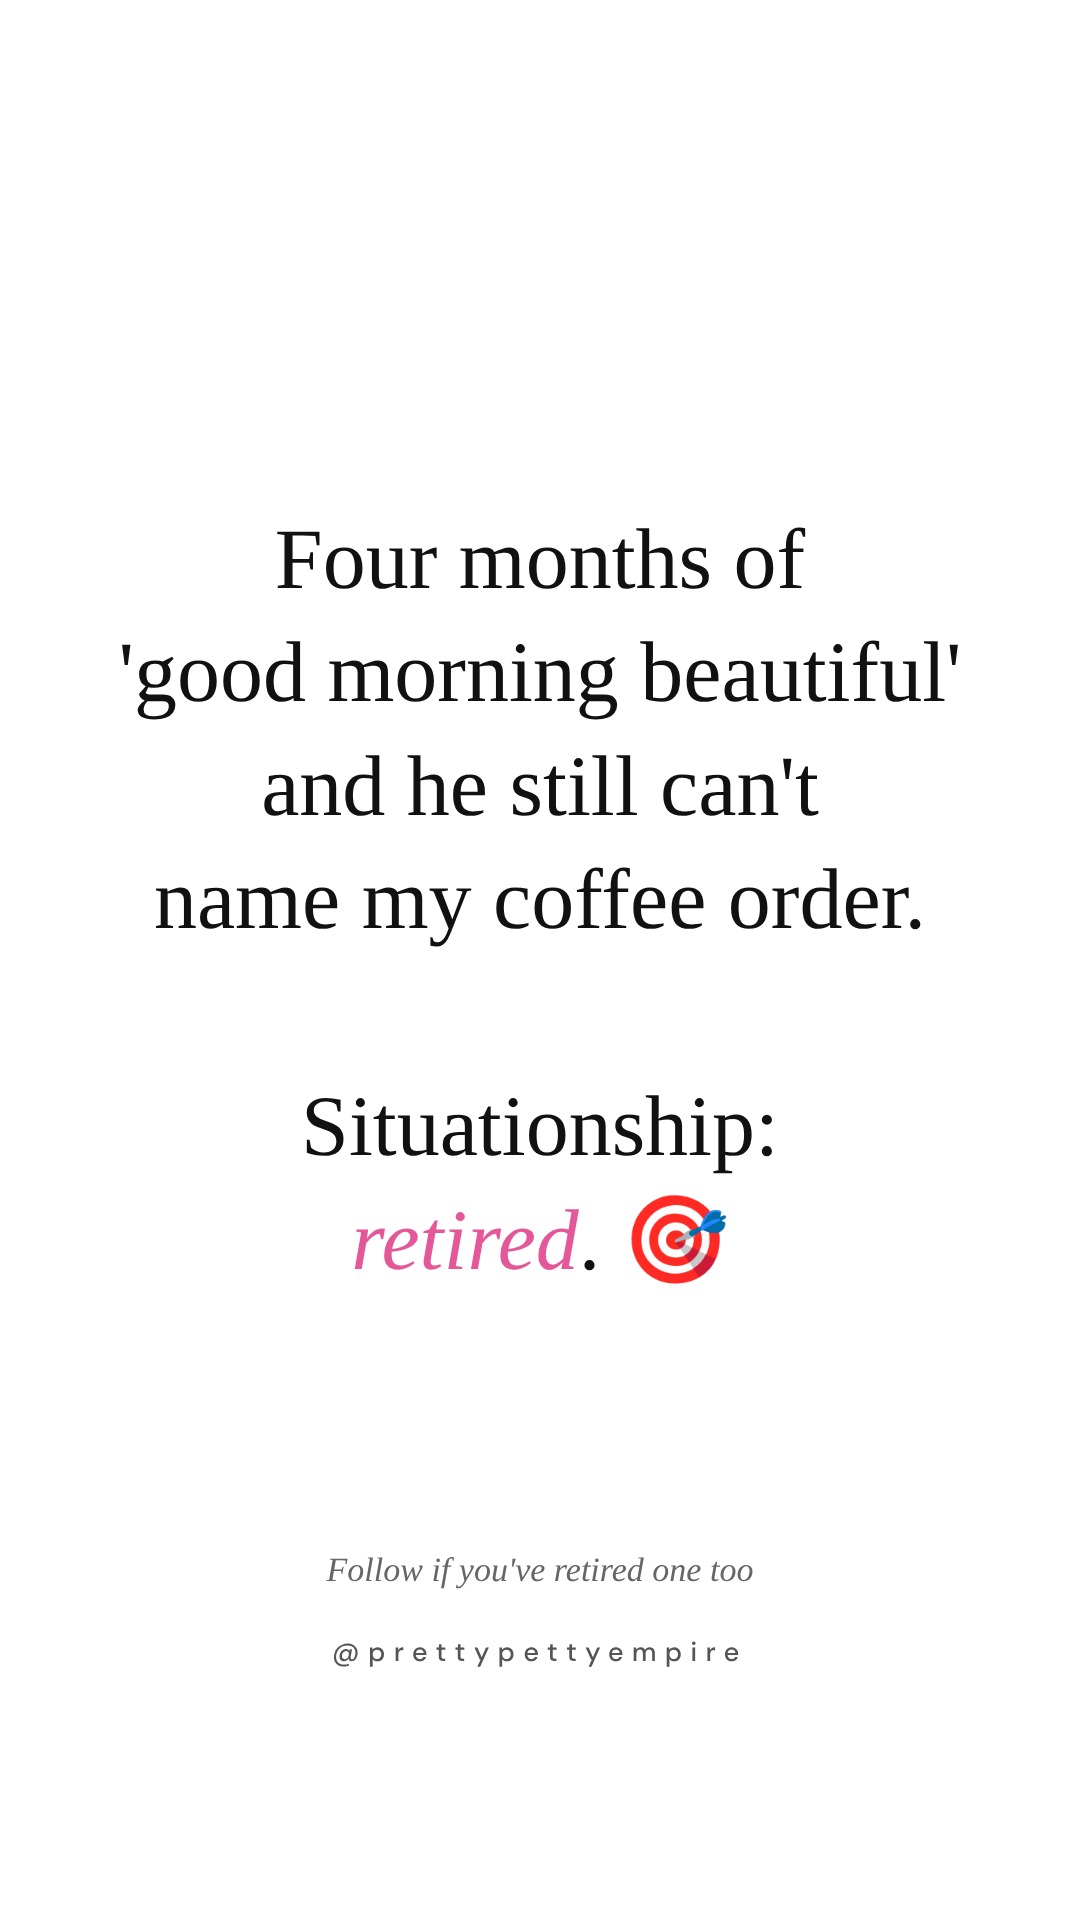 Four months of
'good morning beautiful'
and he still can't
name my coffee order.
Situationship:
retired. 🎯
Follow if you've retired one too
@prettypettyempire